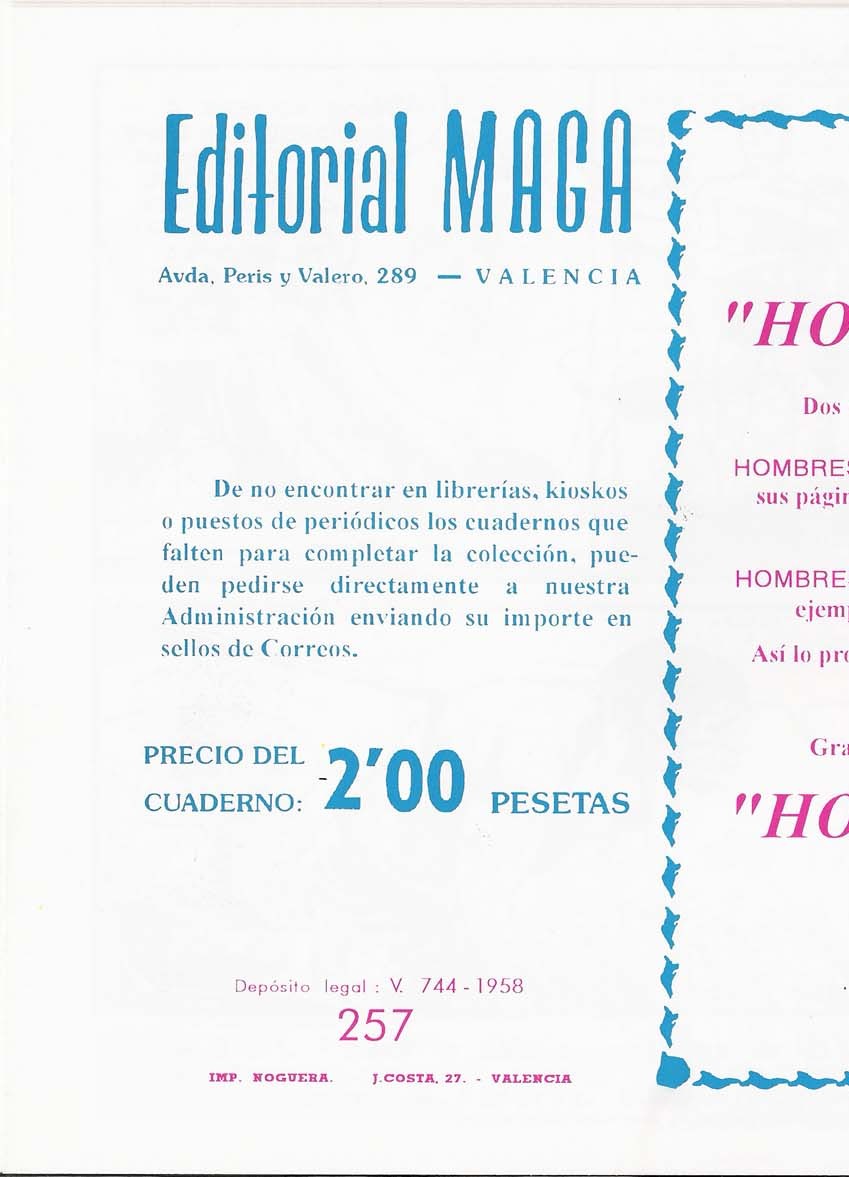 Editorial MAGA
Avda. Peris y Valero, 289 — VALENCIA
De no encontrar en librerías, kioskos
o puestos de periódicos los cuadernos que
falten para completar la colección, pue-
den pedirse directamente a nuestra
Administración enviando su importe en
sellos de Correos.
PRECIO DEL
CUADERNO: 2'00 PESETAS
Depósito legal : V. 744 - 1958
257
IMP. NOGUERA. J.COSTA, 27. - VALENCIA
"HO
Dos
HOMBRES
sus págin
HOMBRE
ejemp
Así lo pro
Gra
"HO